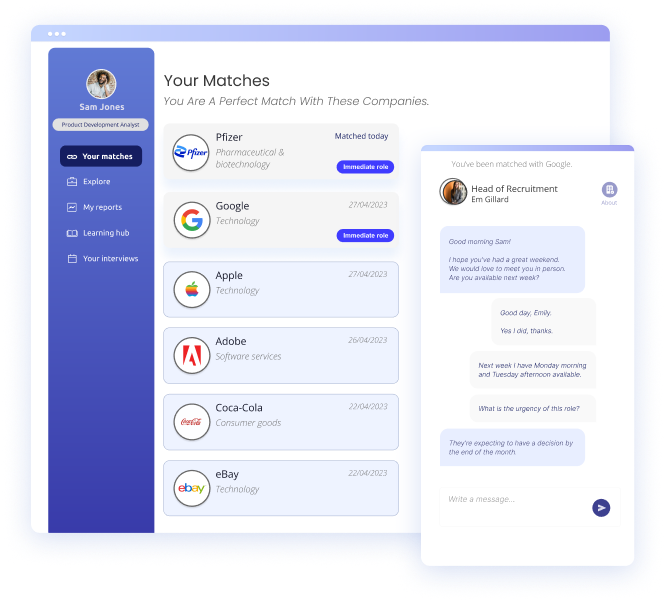 Sam Jones
Product Development Analyst
Your matches
Explore
My reports
Learning hub
Your interviews
Your Matches
You Are A Perfect Match With These Companies.
Pfizer
Pfizer
Matched today
Pharmaceutical &
biotechnology
Immediate role
Google
27/04/2023
Technology
Immediate role
Apple
27/04/2023
Technology
Adobe
26/04/2023
Software services
Coca-Cola
Coca-Cola
22/04/2023
Consumer goods
ebay
eBay
22/04/2023
Technology
You've been matched with Google.
Head of Recruitment
Em Gillard
About
Good morning Sam!
I hope you've had a great weekend.
We would love to meet you in person.
Are you available next week?
Good day, Emily.
Yes I did, thanks.
Next week I have Monday morning
and Tuesday afternoon available.
What is the urgency of this role?
They're expecting to have a decision by
the end of the month.
Write a message...